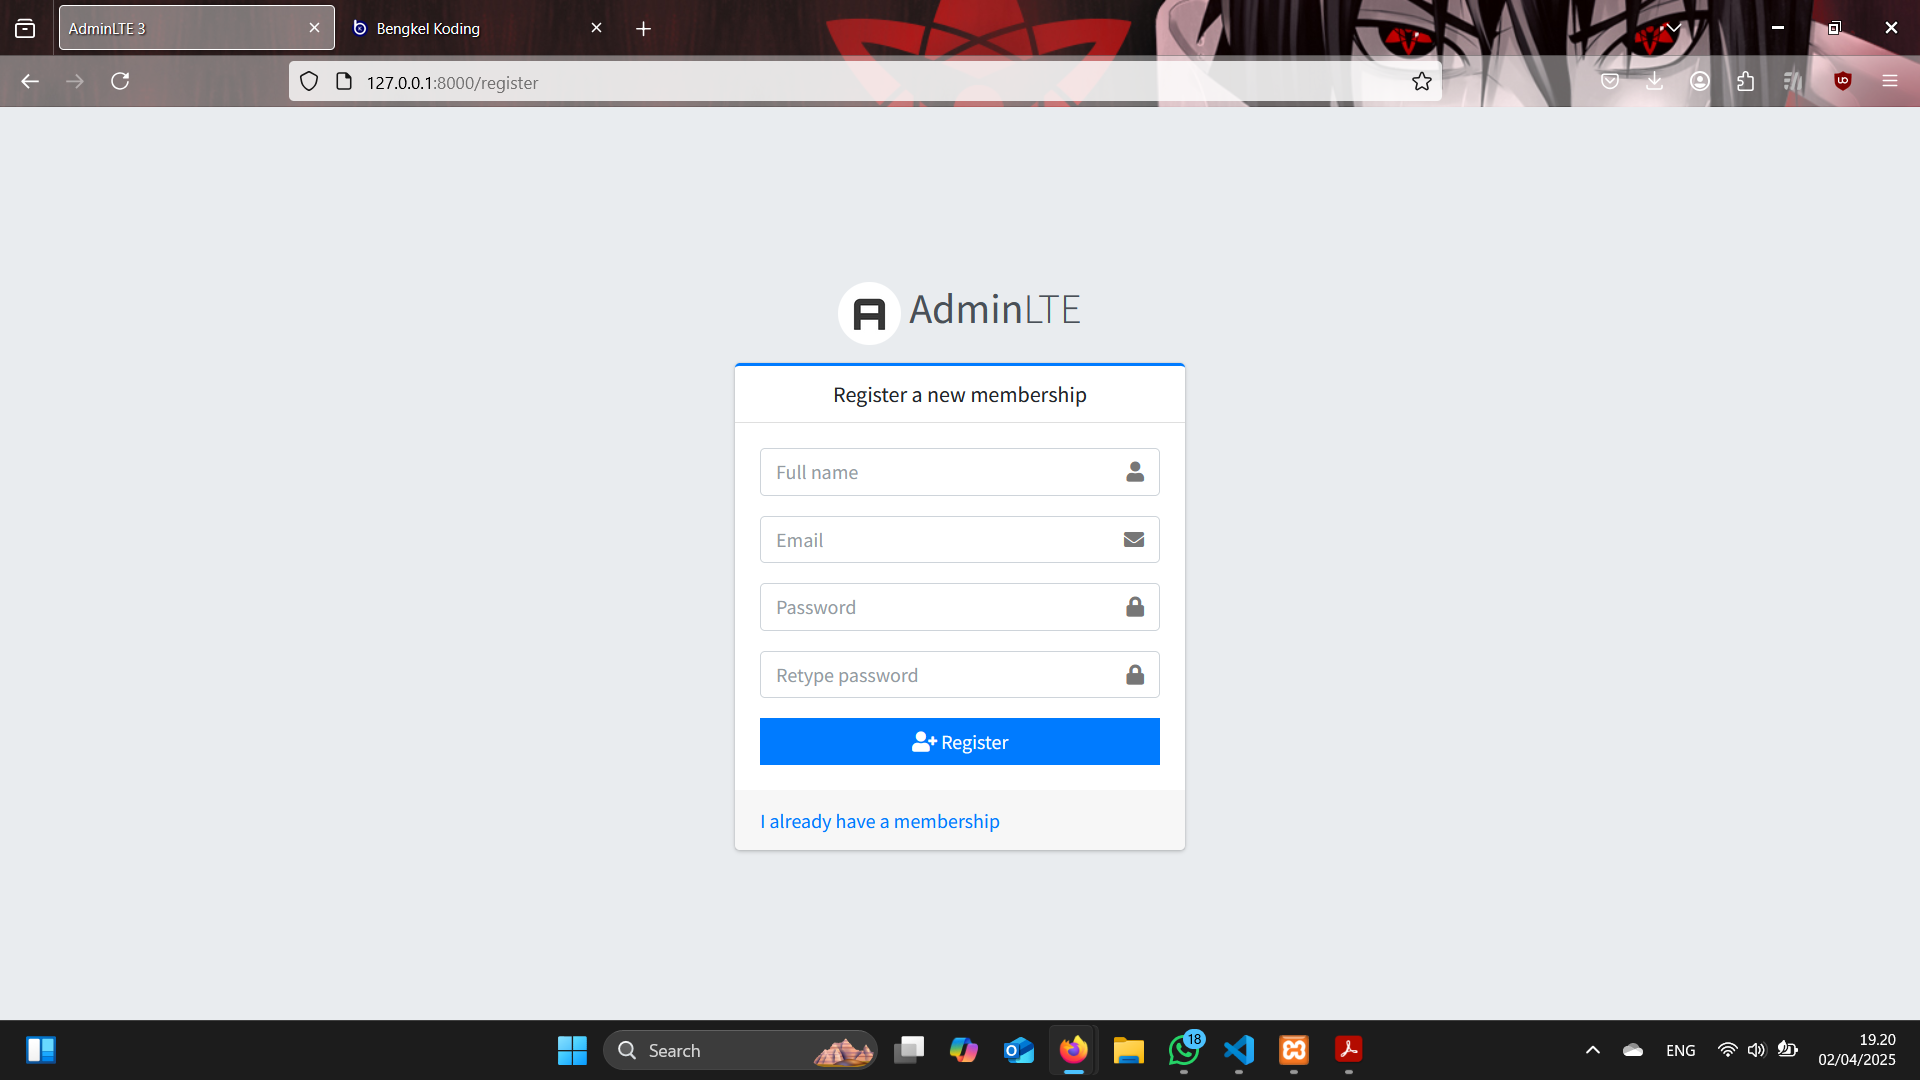 AdminLTE 3
Bengkel Koding
127.0.0.1:8000/register
AdminLTE
Register a new membership
Full name
Email
Password
Retype password
Register
I already have a membership
Search
18
ENG
19.20
02/04/2025